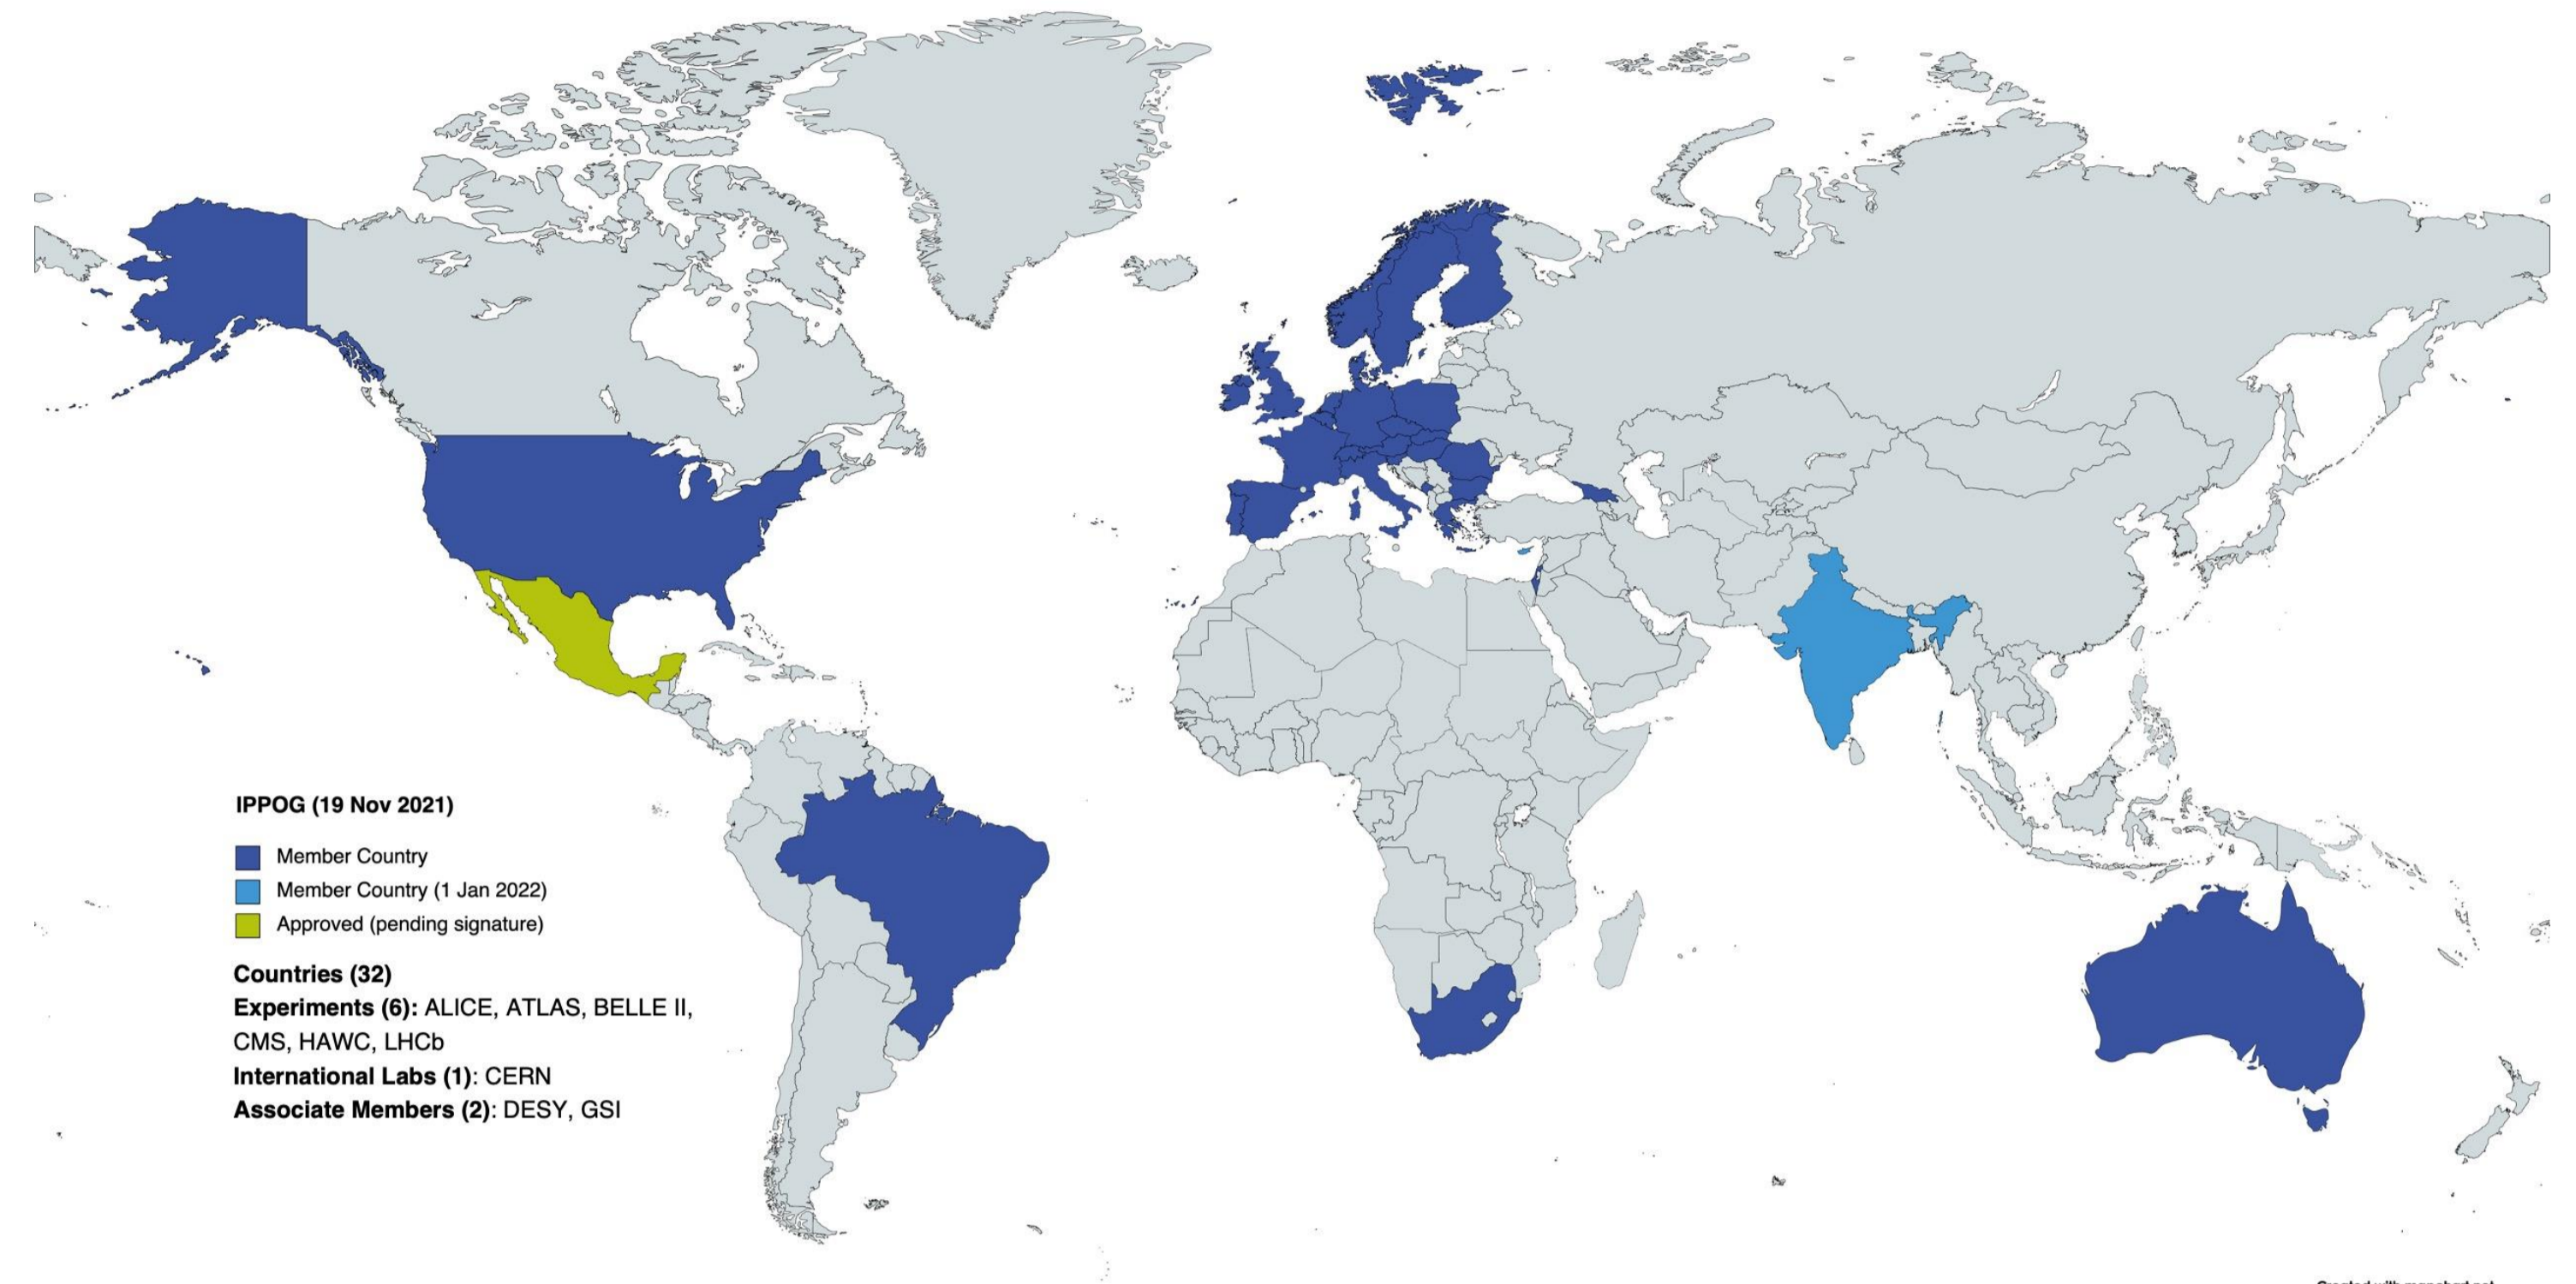 IPPOG (19 Nov 2021)
Member Country
Member Country (1 Jan 2022)
Approved (pending signature)
Countries (32)
Experiments (6): ALICE, ATLAS, BELLE II,
CMS, HAWC, LHCb
International Labs (1): CERN
Associate Members (2): DESY, GSI